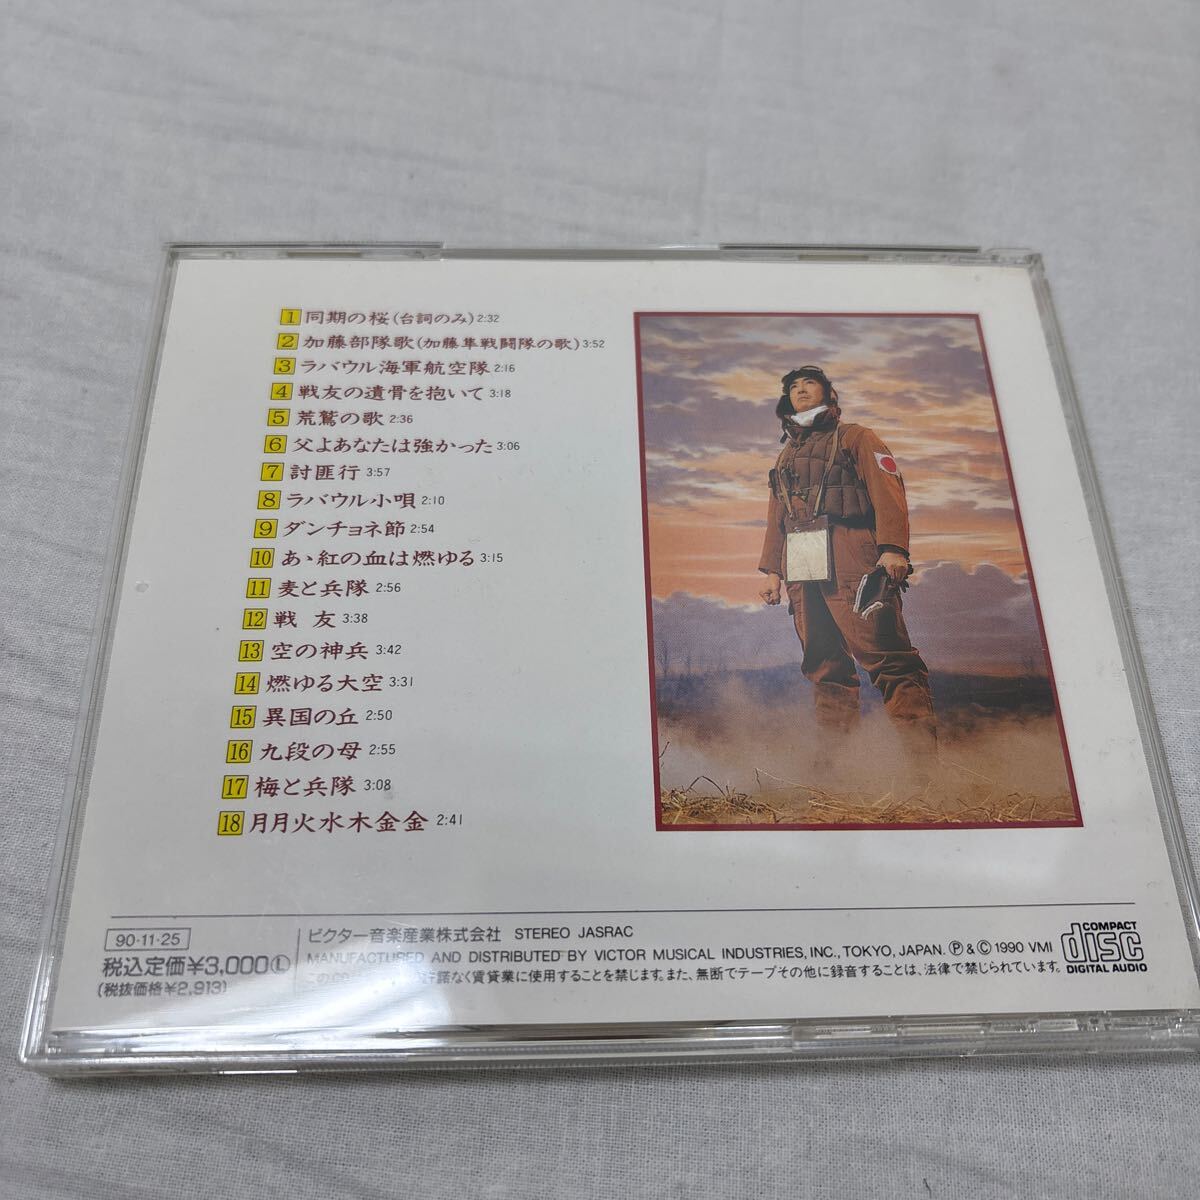 1 同期の桜(台詞のみ)2:32
2 加藤部隊歌(加藤隼戦闘隊の歌)3:52
3 ラバウル海軍航空隊 2:16
4 戦友の遺骨を抱いて 3:18
5 荒鷲の歌 2:36
6 父よあなたは強かった 3:06
7 討匪行 3:57
8 ラバウル小唄 2:10
9 ダンチョネ節 2:54
10 あゝ紅の血は燃ゆる 3:15
11 麦と兵隊 2:56
12 戦 友 3:38
13 空の神兵 3:42
14 燃ゆる大空 3:31
15 異国の丘 2:50
16 九段の母 2:55
17 梅と兵隊 3:08
18 月月火水木金金 2:41
90·11·25
税込定価¥3,000Ⓛ
(税抜価格¥2,913)
ビクター音楽産業株式会社 STEREO JASRAC
MANUFACTURED AND DISTRIBUTED BY VICTOR MUSICAL INDUSTRIES, INC., TOKYO, JAPAN. Ⓟ & Ⓒ 1990 VMI
このCD 許諾なく賃貸業に使用することを禁じます。また、無断でテープその他に録音することは、法律で禁じられています。
COMPACT
disc
DIGITAL AUDIO